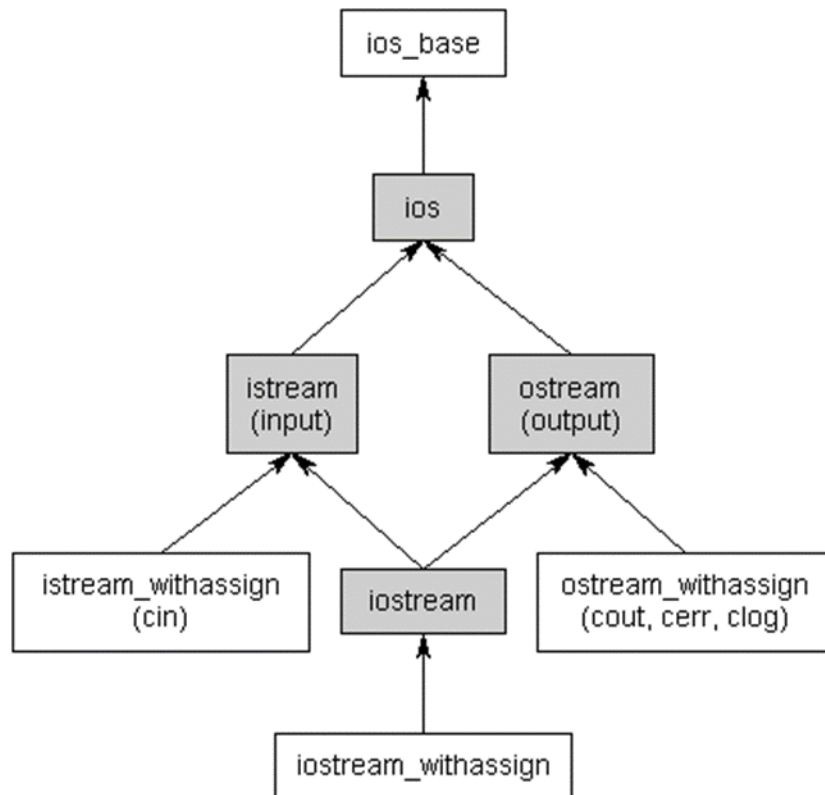 ios_base
ios
istream
(input)
ostream
(output)
istream_withassign
(cin)
iostream
ostream_withassign
(cout, cerr, clog)
iostream_withassign